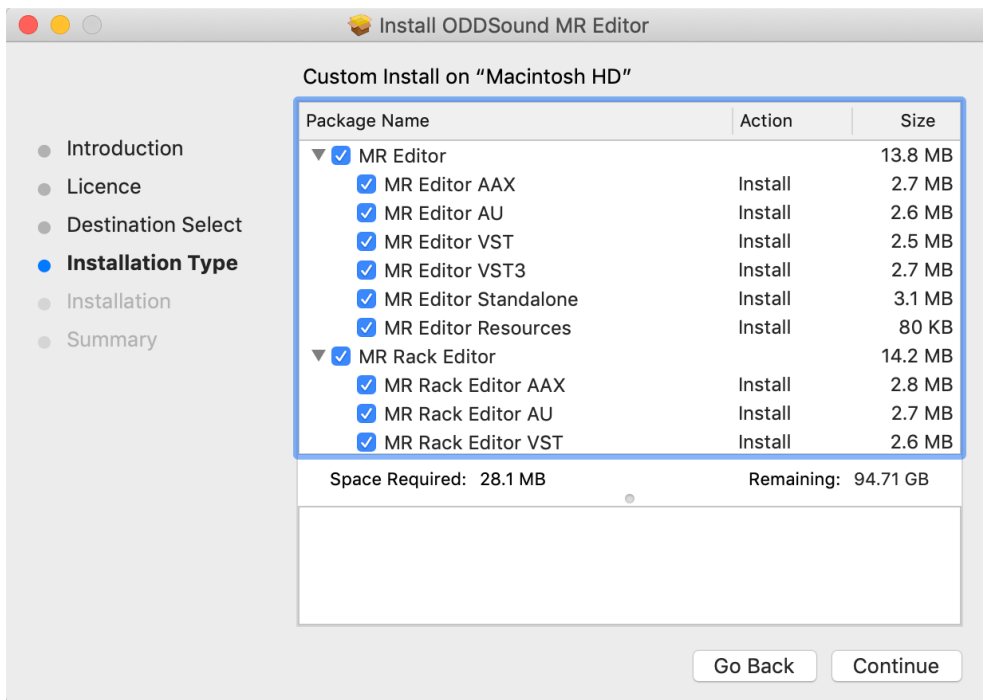 Install ODDSound MR Editor
Custom Install on “Macintosh HD”
Introduction
Licence
Destination Select
Installation Type
Installation
Summary
Package Name Action Size
MR Editor 13.8 MB
MR Editor AAX Install 2.7 MB
MR Editor AU Install 2.6 MB
MR Editor VST Install 2.5 MB
MR Editor VST3 Install 2.7 MB
MR Editor Standalone Install 3.1 MB
MR Editor Resources Install 80 KB
MR Rack Editor 14.2 MB
MR Rack Editor AAX Install 2.8 MB
MR Rack Editor AU Install 2.7 MB
MR Rack Editor VST Install 2.6 MB
Space Required: 28.1 MB Remaining: 94.71 GB
Go Back Continue